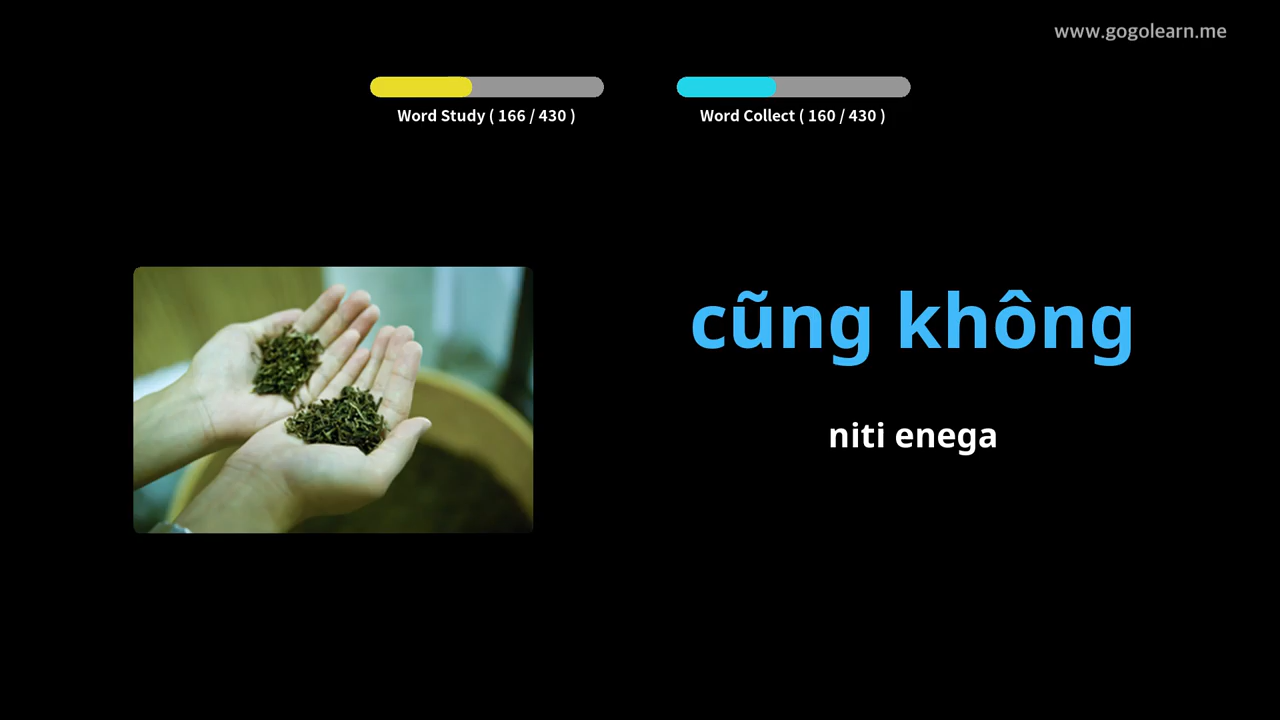 www.gogolearn.me
Word Study ( 166 / 430 )
Word Collect ( 160 / 430 )
cũng không
niti enega